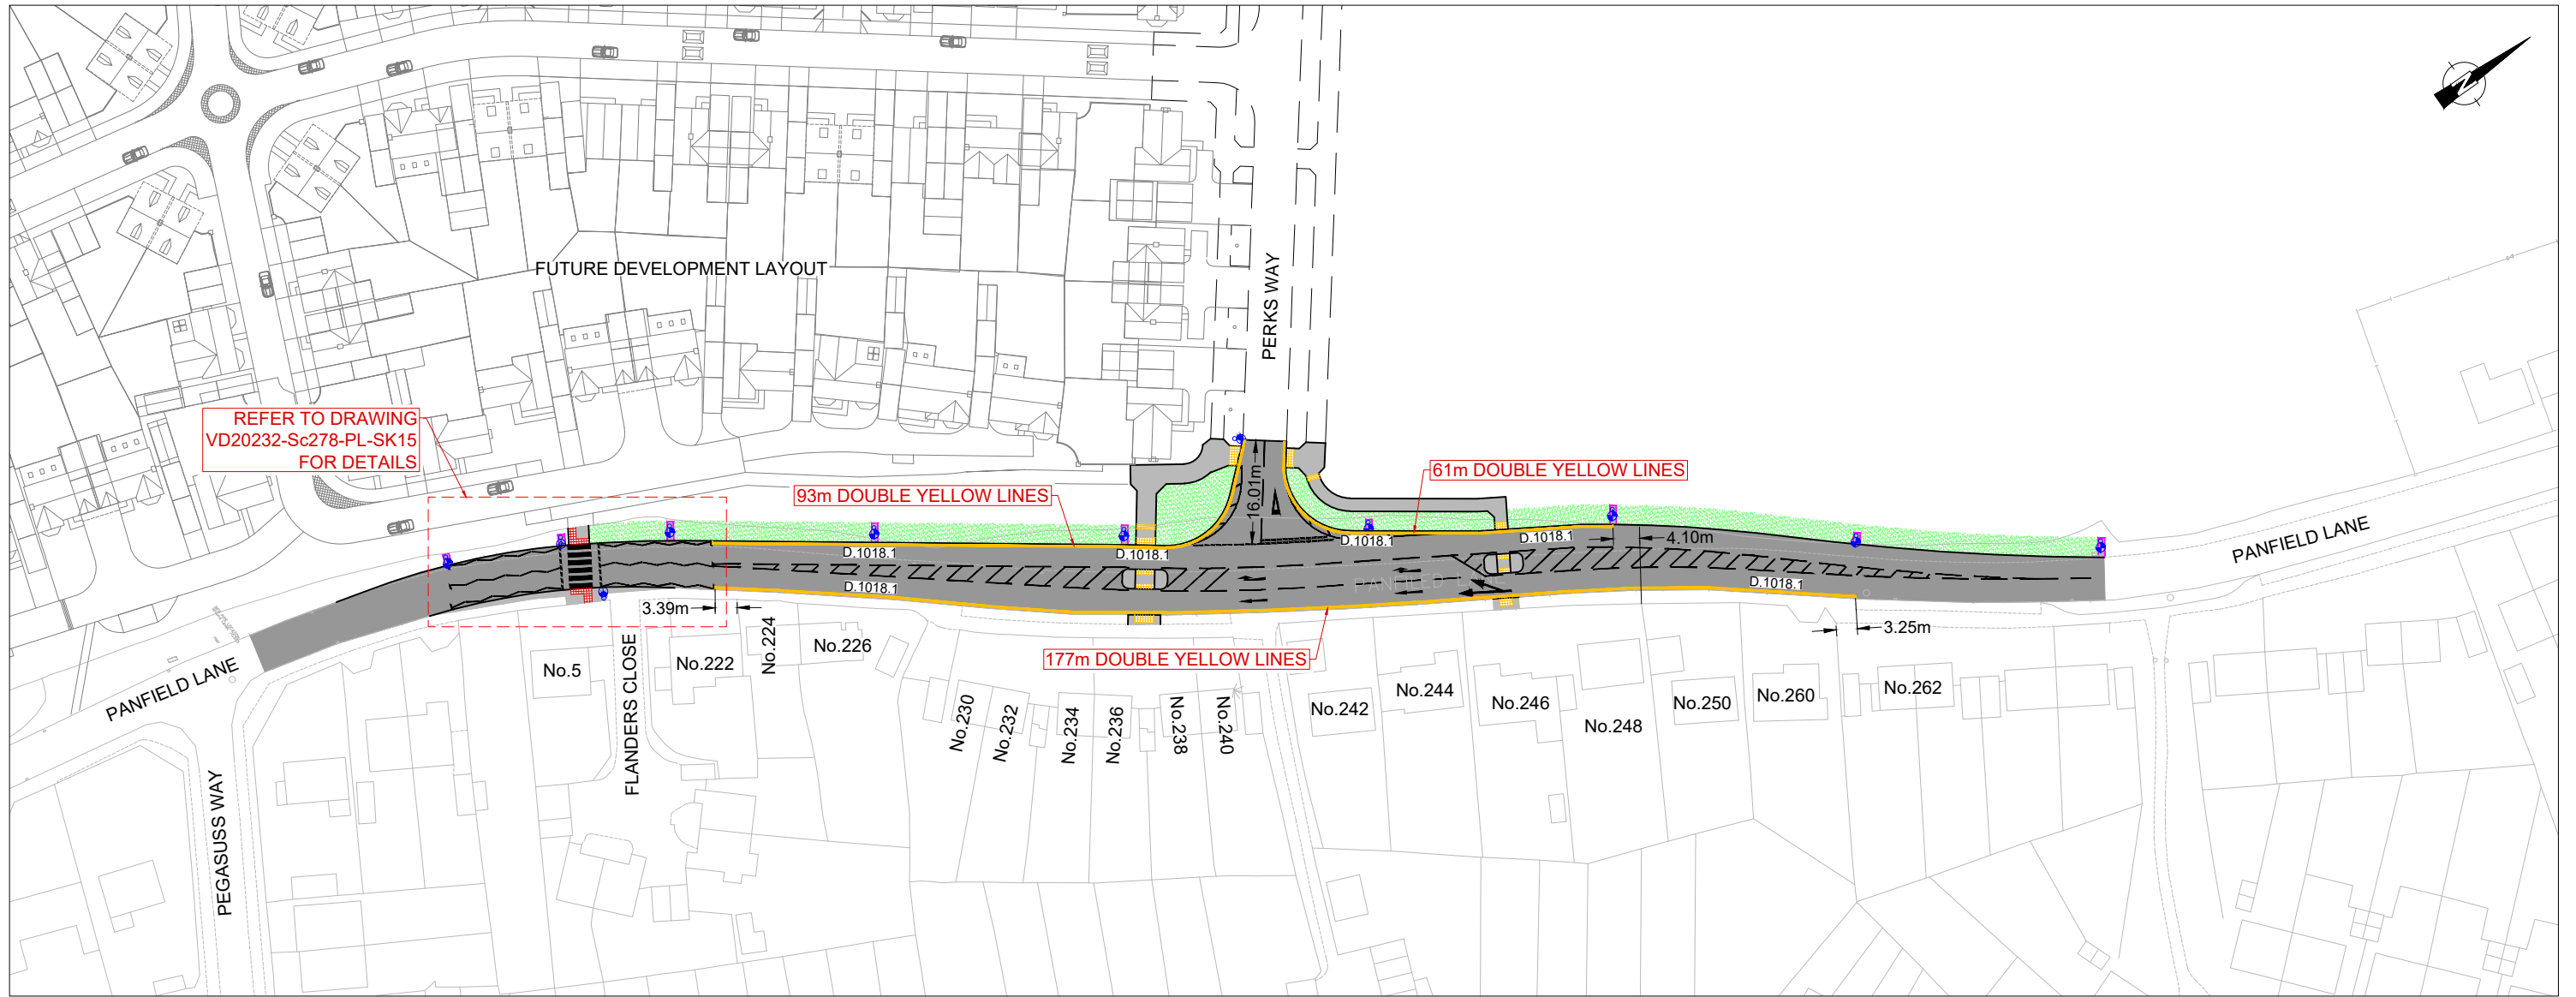 N
FUTURE DEVELOPMENT LAYOUT
PERKS WAY
REFER TO DRAWING
VD20232-Sc278-PL-SK15
FOR DETAILS
93m DOUBLE YELLOW LINES
16.01m
61m DOUBLE YELLOW LINES
D.1018.1
D.1018.1
D.1018.1
D.1018.1
4.10m
PANFIELD LANE
D.1018.1
PANFIELD LANE
D.1018.1
3.39m
3.25m
177m DOUBLE YELLOW LINES
PANFIELD LANE
PEGASUSS WAY
No.5
FLANDERS CLOSE
No.222
No.224
No.226
No.230
No.232
No.234
No.236
No.238
No.240
No.242
No.244
No.246
No.248
No.250
No.260
No.262